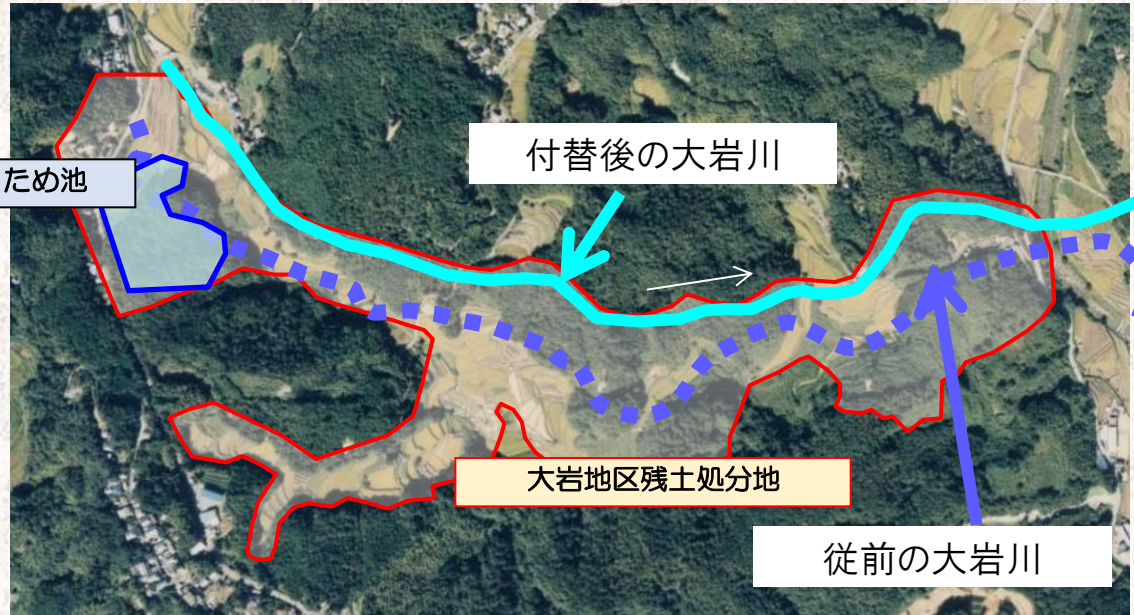 付替後の大岩川
ため池
大岩地区残土処分地
従前の大岩川